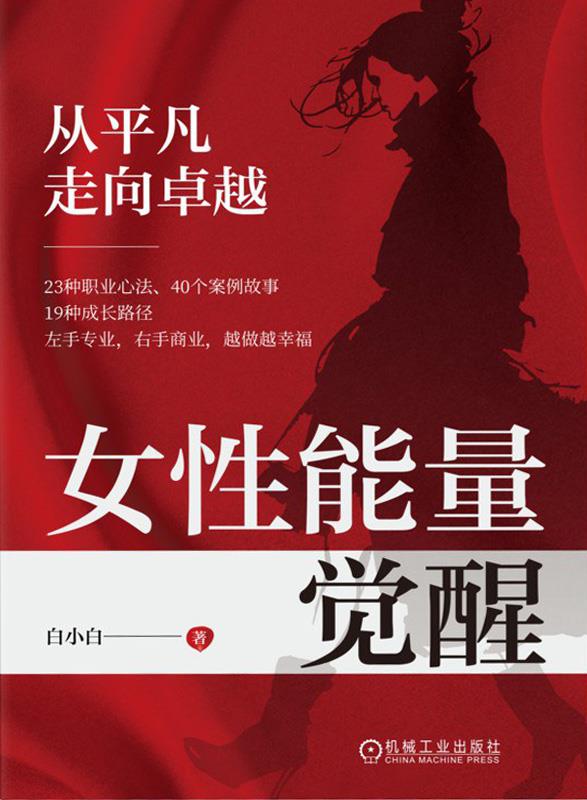 从平凡
走向卓越
23种职业心法、40个案例故事
19种成长路径
左手专业，右手商业，越做越幸福
女性能量
觉醒
白小白 著
机械工业出版社
CHINA MACHINE PRESS